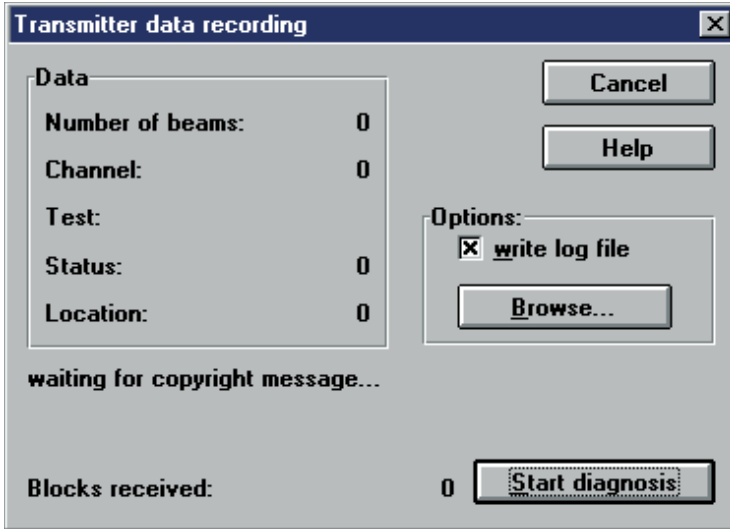 Transmitter data recording
Data
Number of beams: 0
Channel: 0
Test:
Status: 0
Location: 0
Cancel
Help
Options:
write log file
Browse...
waiting for copyright message...
Blocks received: 0
Start diagnosis